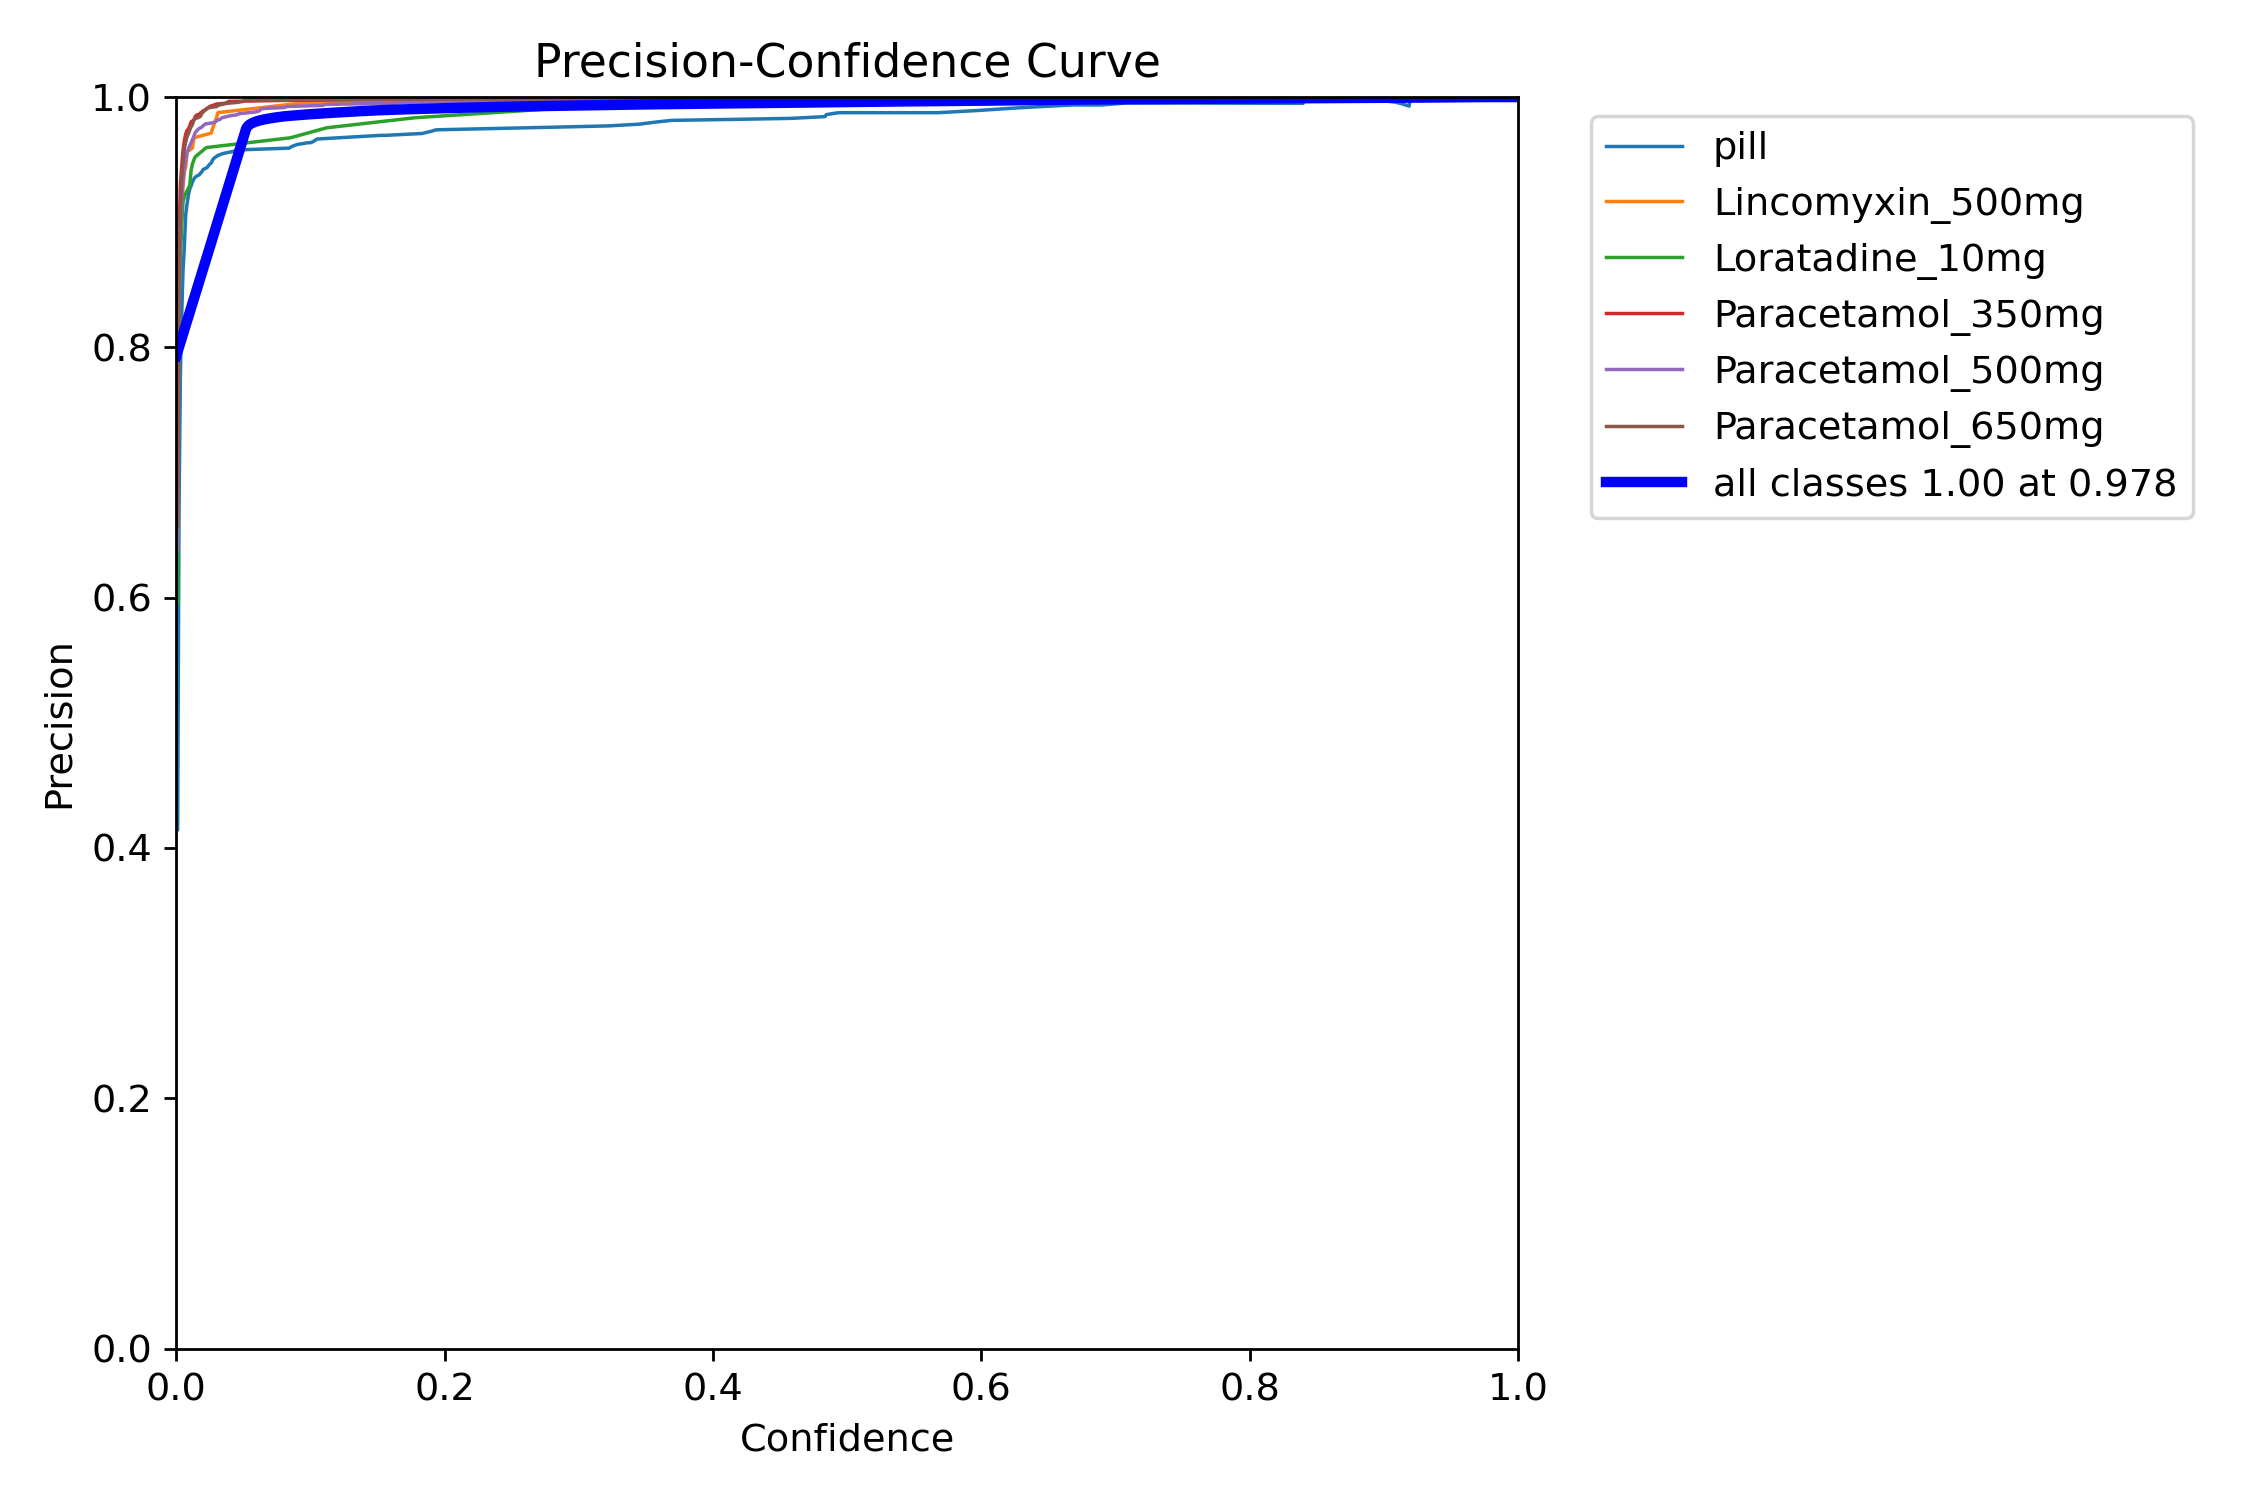 Precision-Confidence Curve
1.0
0.8
0.6
0.4
0.2
0.0
Precision
0.0 0.2 0.4 0.6 0.8 1.0
Confidence
pill
Lincomyxin_500mg
Loratadine_10mg
Paracetamol_350mg
Paracetamol_500mg
Paracetamol_650mg
all classes 1.00 at 0.978